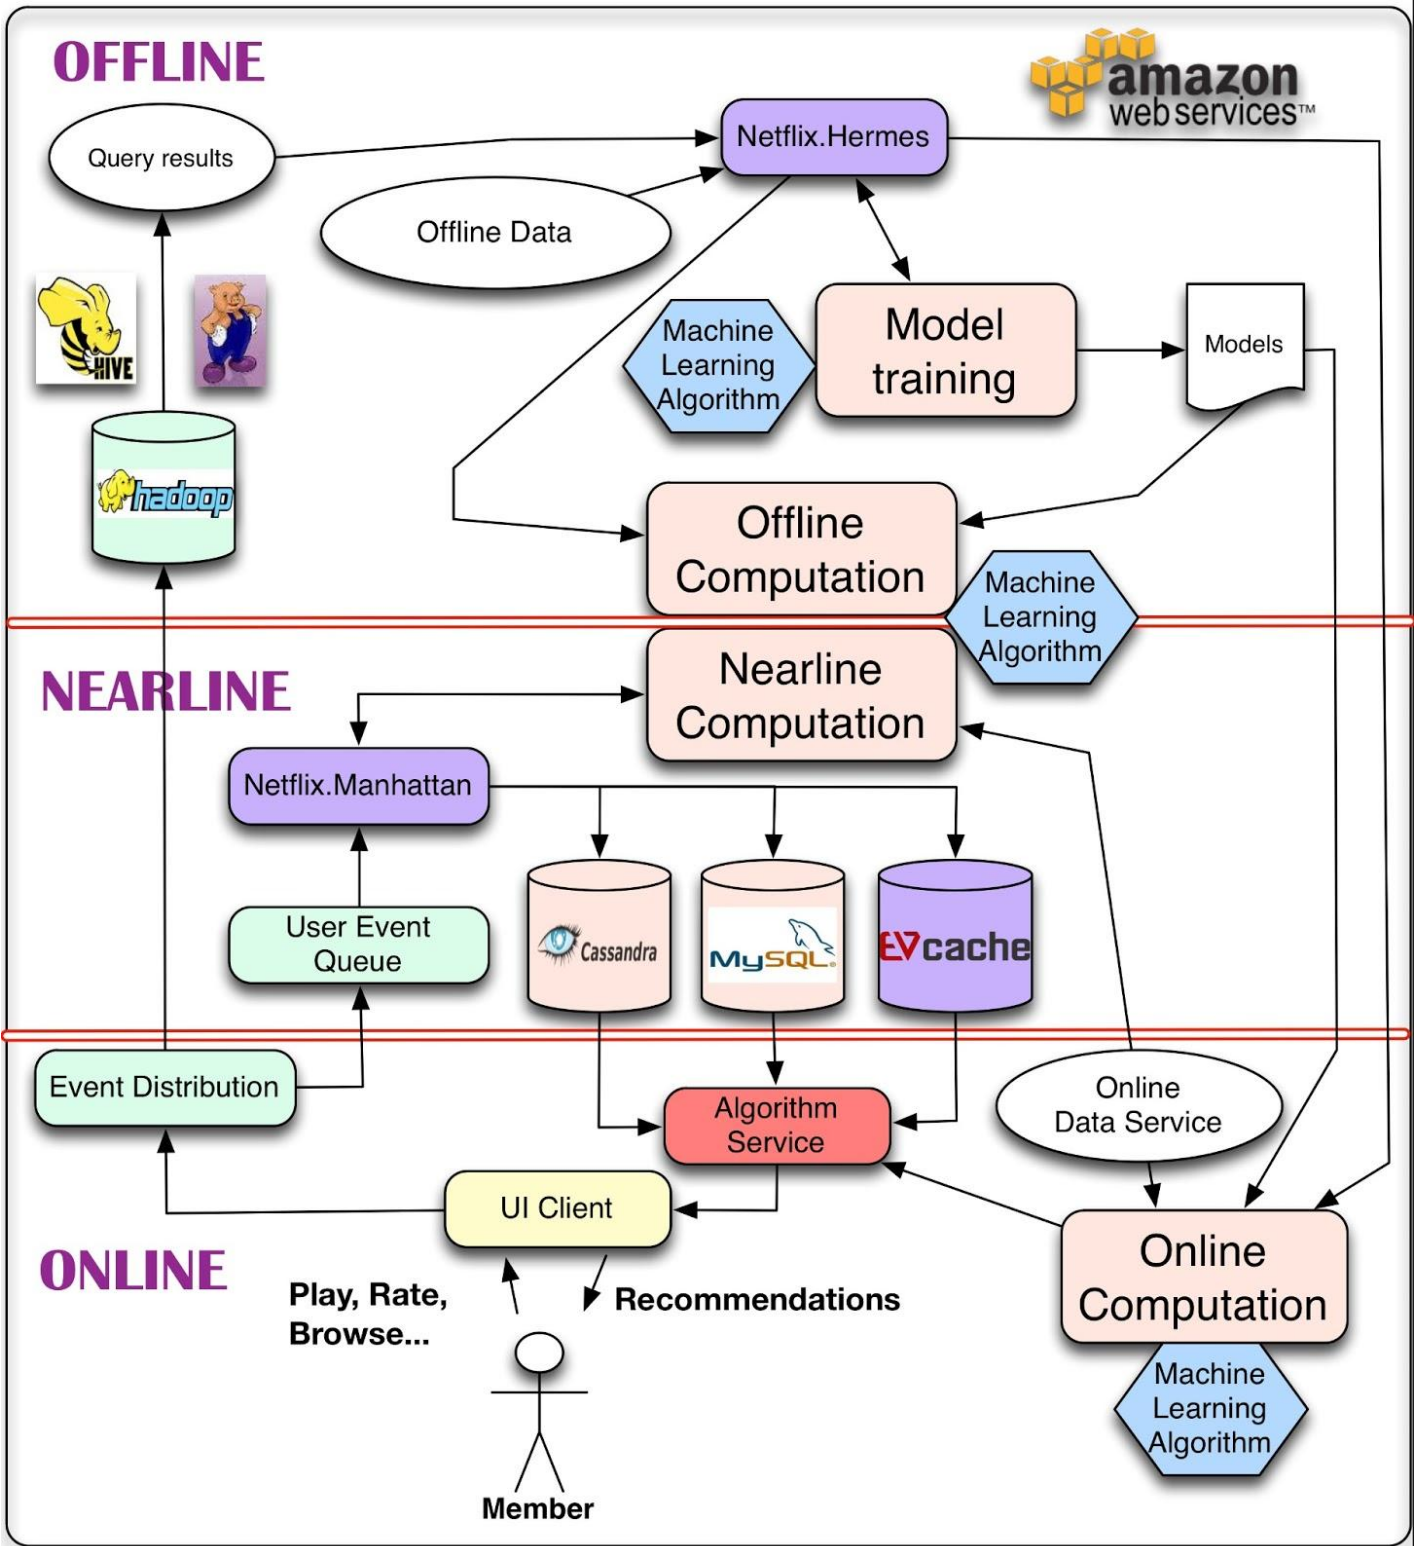 OFFLINE
amazon
webservices™
Query results
Netflix.Hermes
Offline Data
HIVE
Machine
Learning
Algorithm
Model
training
Models
hadoop
Offline
Computation
Machine
Learning
Algorithm
NEARLINE
Nearline
Computation
Netflix.Manhattan
User Event
Queue
Cassandra
MySQL®
EVcache
Event Distribution
Algorithm
Service
Online
Data Service
UI Client
ONLINE
Online
Computation
Play, Rate,
Browse...
Recommendations
Machine
Learning
Algorithm
Member